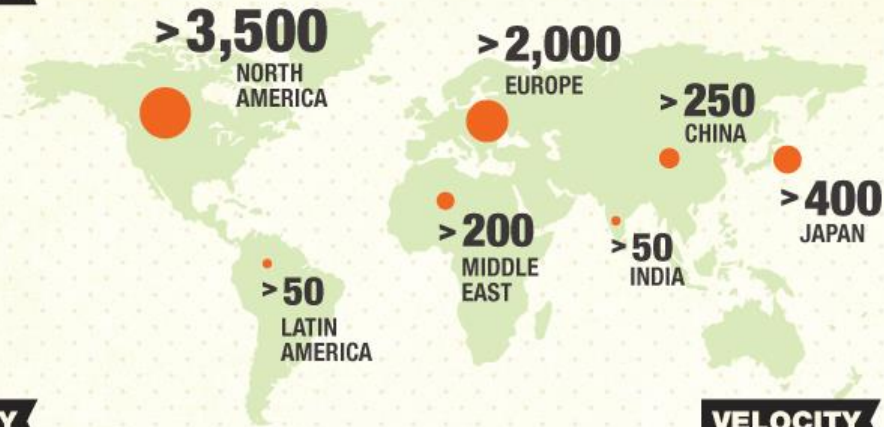 >3,500
NORTH
AMERICA
>2,000
EUROPE
>250
CHINA
>400
JAPAN
>200
MIDDLE
EAST
>50
INDIA
>50
LATIN
AMERICA
Y
VELOCITY